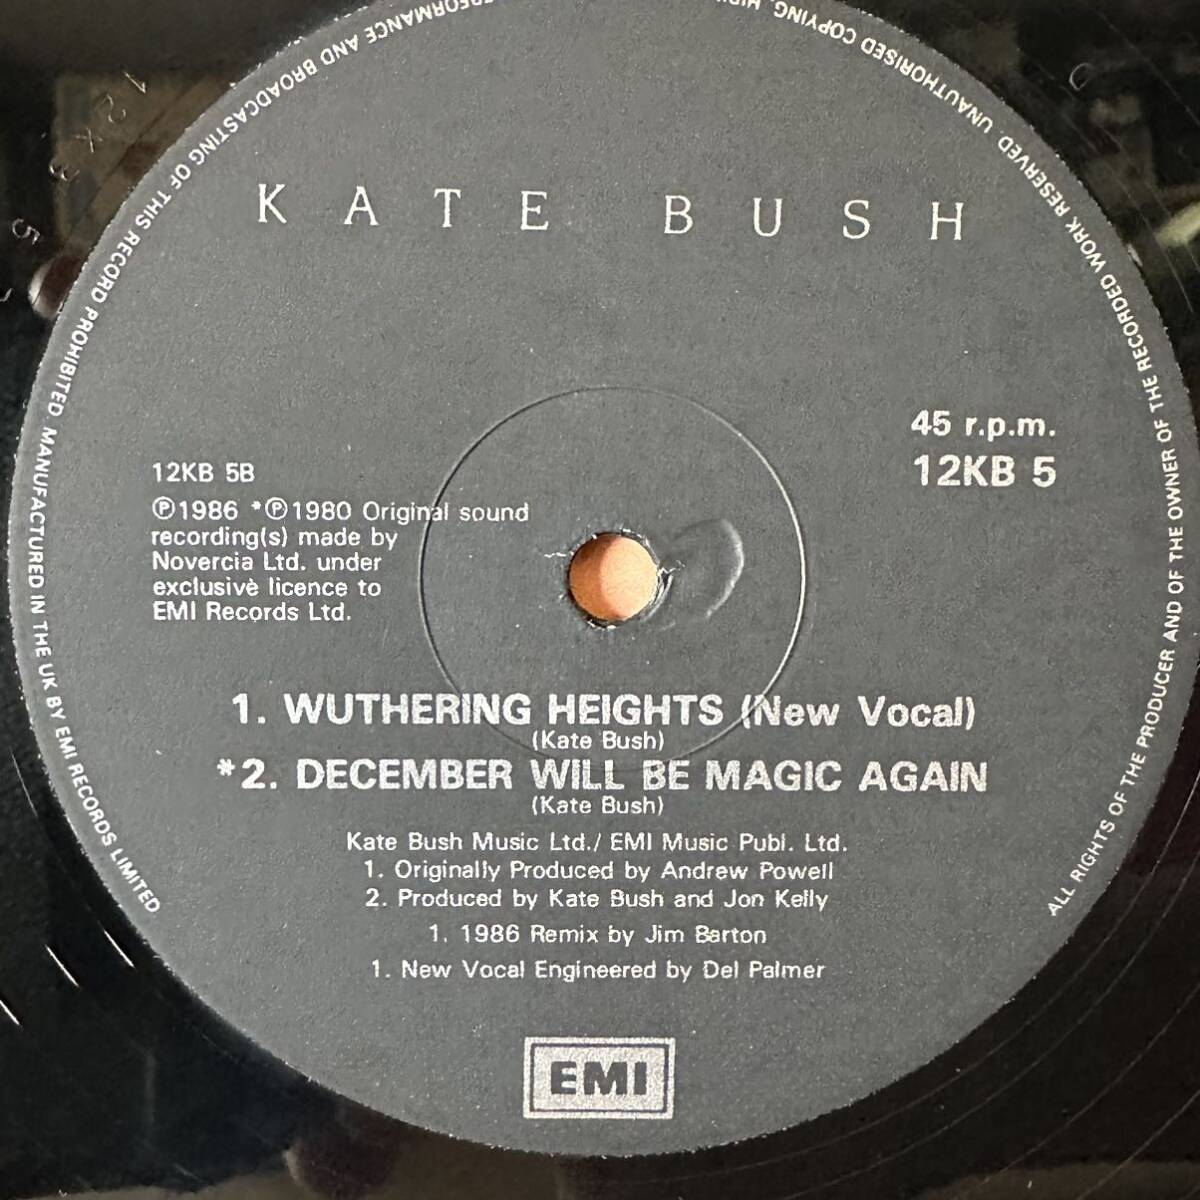 KATE BUSH
45 r.p.m.
12KB 5
12KB 5B
Ⓟ1986 *Ⓟ1980 Original sound
recording(s) made by
Novercia Ltd. under
exclusive licence to
EMI Records Ltd.
1. WUTHERING HEIGHTS (New Vocal)
(Kate Bush)
*2. DECEMBER WILL BE MAGIC AGAIN
(Kate Bush)
Kate Bush Music Ltd./ EMI Music Publ. Ltd.
1. Originally Produced by Andrew Powell
2. Produced by Kate Bush and Jon Kelly
1. 1986 Remix by Jim Barton
1. New Vocal Engineered by Del Palmer
EMI
ALL RIGHTS OF THE PRODUCER AND OF THE OWNER OF THE RECORDED WORK RESERVED. UNAUTHORISED COPYING,
AND BROADCASTING OF THIS RECORD PROHIBITED. MANUFACTURED IN THE UK BY EMI RECORDS LIMITED